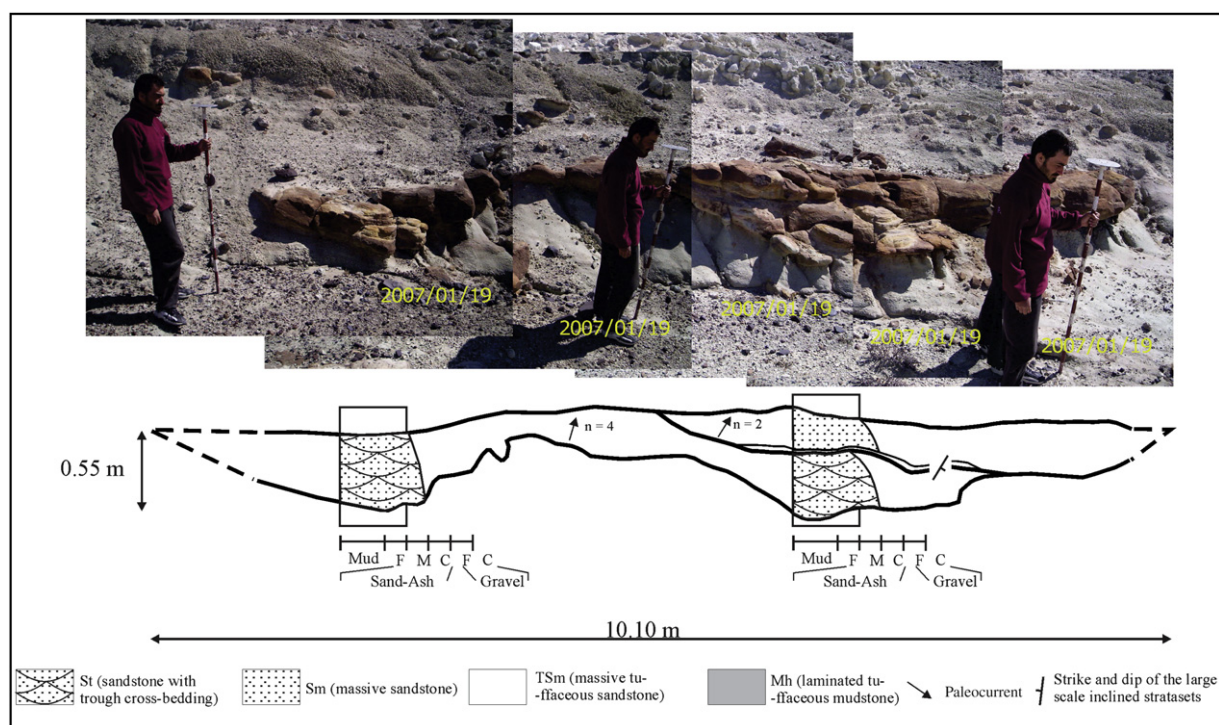 2007/01/19
2007/01/19
2007/01/19
2007/01/19
2007/01/19
0.55 m
n = 4
n = 2
Mud F M C F C
Sand-Ash Gravel
Mud F M C F C
Sand-Ash Gravel
10.10 m
St (sandstone with
trough cross-bedding)
Sm (massive sandstone)
TSm (massive tu-
-ffaceous sandstone)
Mh (laminated tu-
-ffaceous mudstone)
Paleocurrent
Strike and dip of the large
scale inclined stratasets